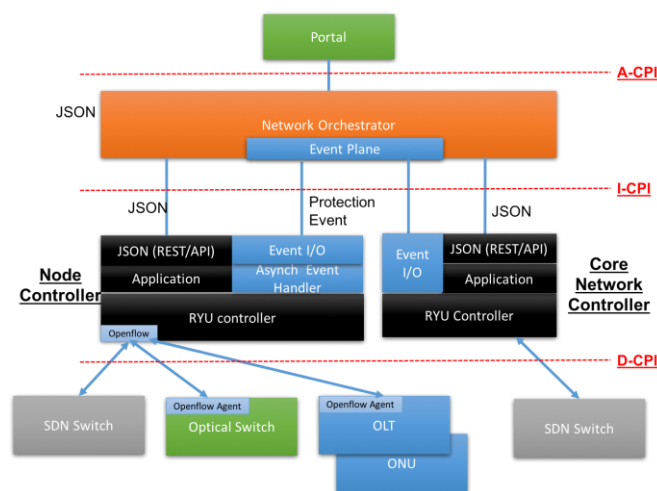 Portal
A-CPI
JSON
Network Orchestrator
Event Plane
I-CPI
JSON
Protection
Event
JSON
Node
Controller
JSON (REST/API)
Event I/O
Application
Asynch Event
Handler
RYU controller
Openflow
Event
I/O
JSON (REST/API)
Application
RYU Controller
Core
Network
Controller
D-CPI
SDN Switch
Openflow Agent
Optical Switch
Openflow Agent
OLT
ONU
SDN Switch